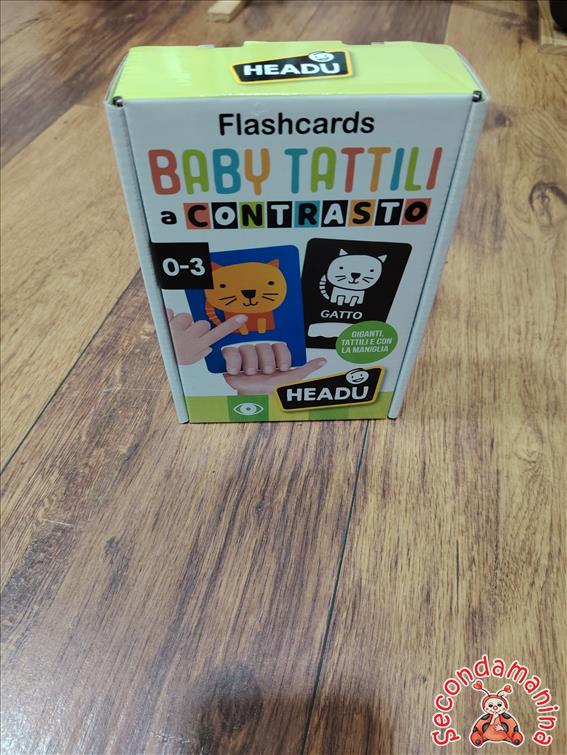 HEADU
Flashcards
BABY TATTILI
a CONTRASTO
0-3
GATTO
GIGANTI,
TATTILI E CON
LA MANIGLIA
HEADU
Secondamanina